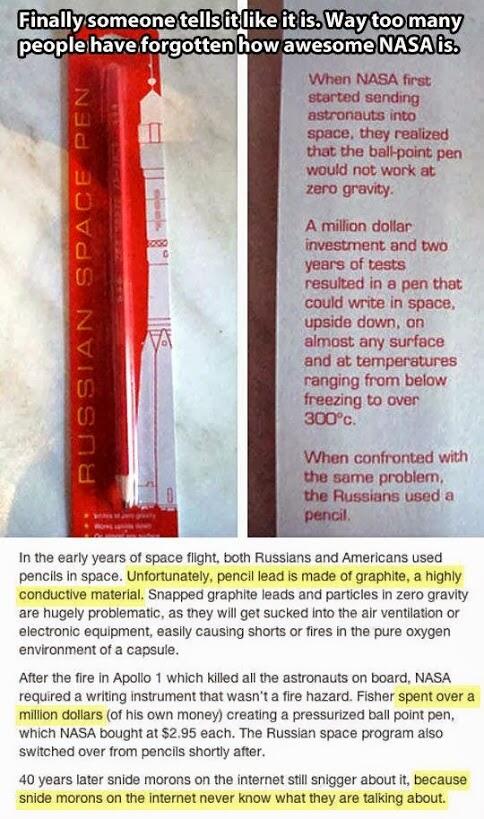 Finally someone tells it like it is. Way too many
people have forgotten how awesome NASA is.
RUSSIAN SPACE PEN
When NASA first
started sending
astronauts into
space, they realized
that the ball-point pen
would not work at
zero gravity.
A million dollar
investment and two
years of tests
resulted in a pen that
could write in space,
upside down, on
almost any surface
and at temperatures
ranging from below
freezing to over
300°c.
When confronted with
the same problem,
the Russians used a
pencil.
In the early years of space flight, both Russians and Americans used
pencils in space. Unfortunately, pencil lead is made of graphite, a highly
conductive material. Snapped graphite leads and particles in zero gravity
are hugely problematic, as they will get sucked into the air ventilation or
electronic equipment, easily causing shorts or fires in the pure oxygen
environment of a capsule.
After the fire in Apollo 1 which killed all the astronauts on board, NASA
required a writing instrument that wasn't a fire hazard. Fisher spent over a
million dollars (of his own money) creating a pressurized ball point pen,
which NASA bought at $2.95 each. The Russian space program also
switched over from pencils shortly after.
40 years later snide morons on the internet still snigger about it, because
snide morons on the internet never know what they are talking about.